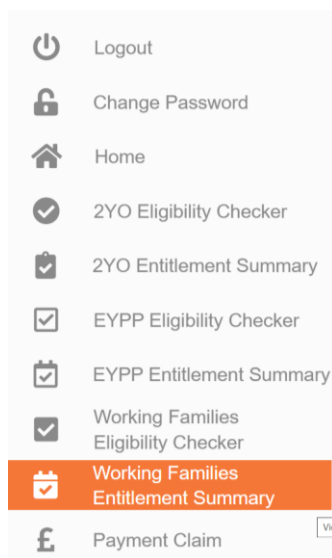 Logout
Change Password
Home
2YO Eligibility Checker
2YO Entitlement Summary
EYPP Eligibility Checker
EYPP Entitlement Summary
Working Families
Eligibility Checker
Working Families
Entitlement Summary
£ Payment Claim